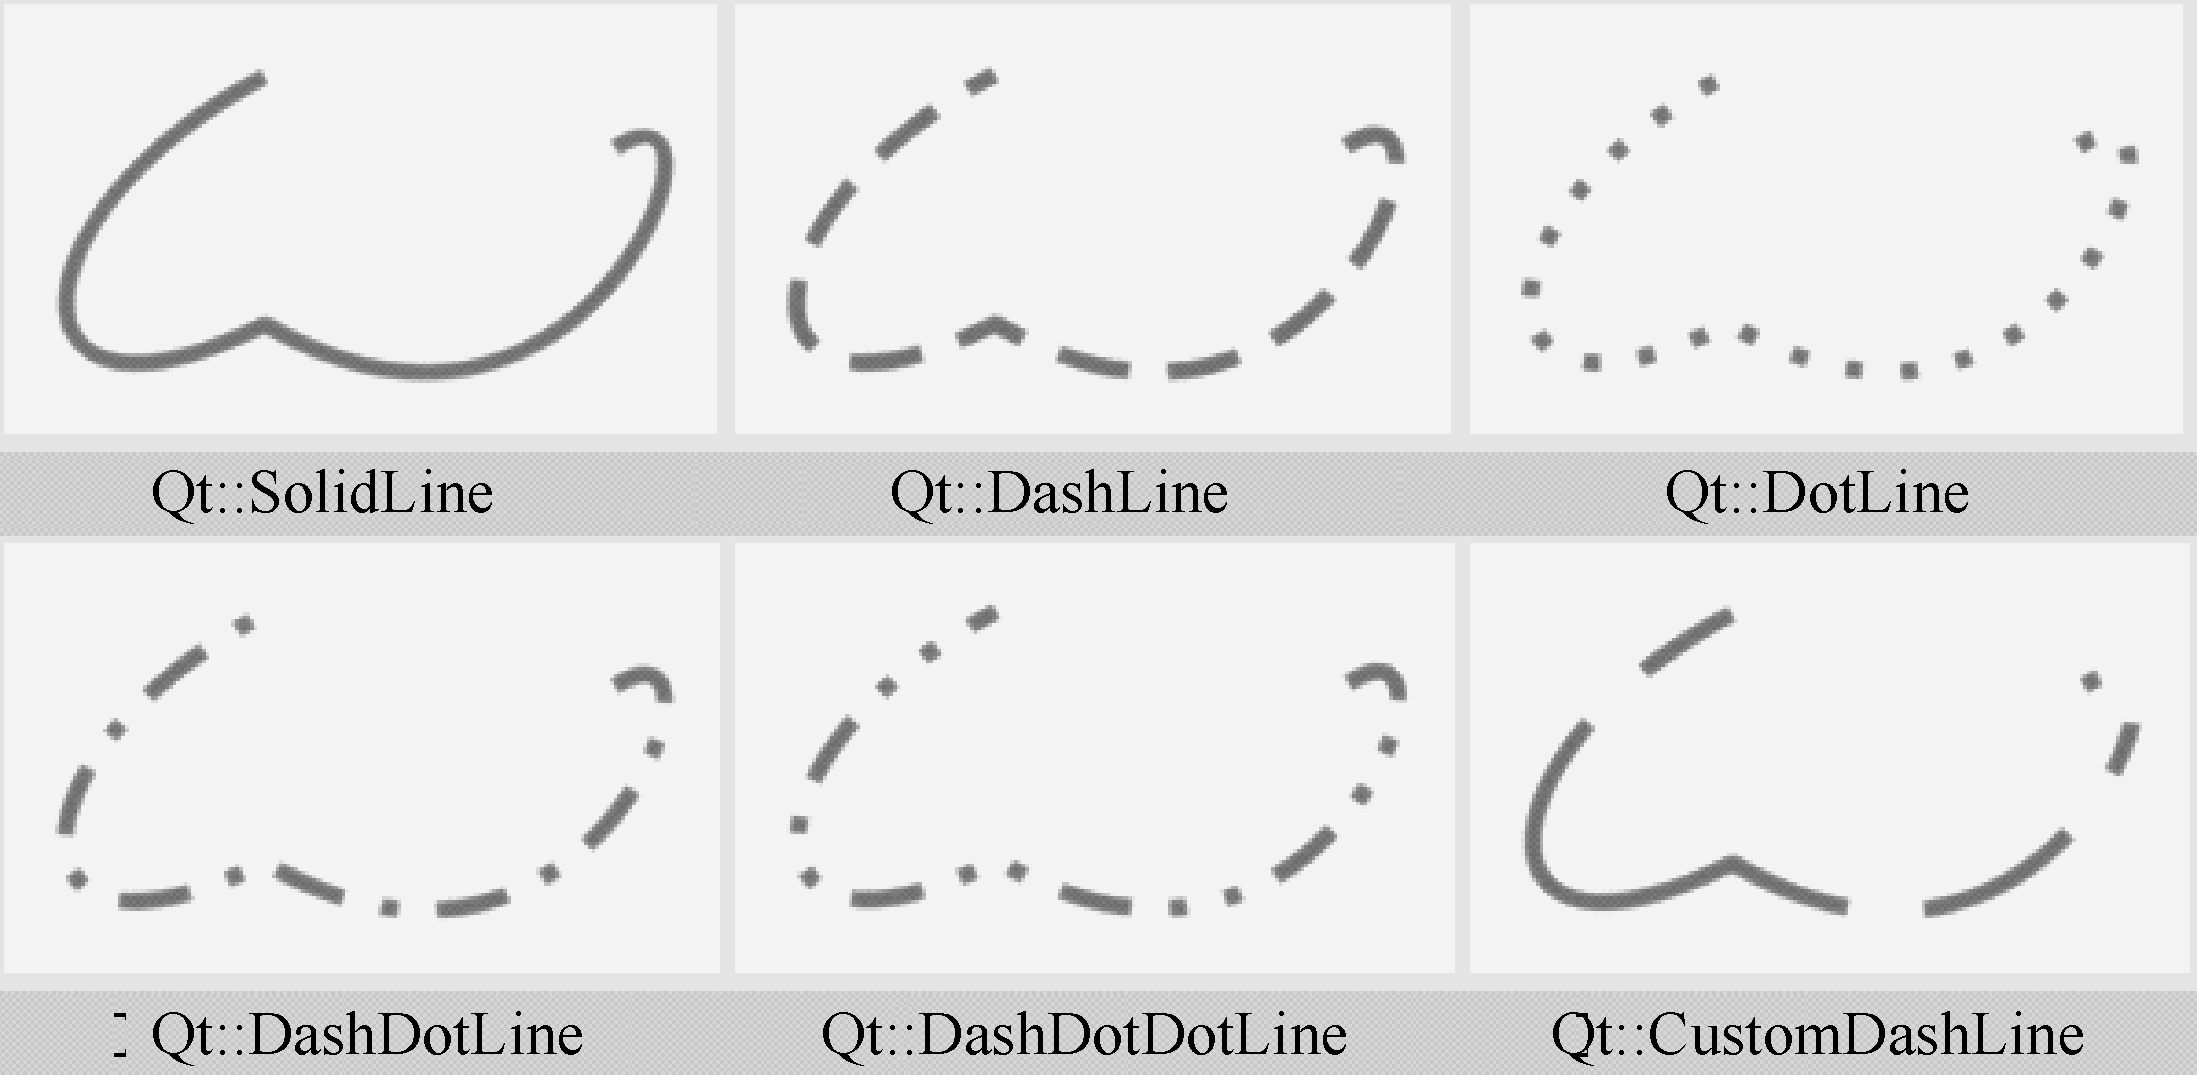 Qt::SolidLine
Qt::DashLine
Qt::DotLine
Qt::DashDotLine
Qt::DashDotDotLine
Qt::CustomDashLine